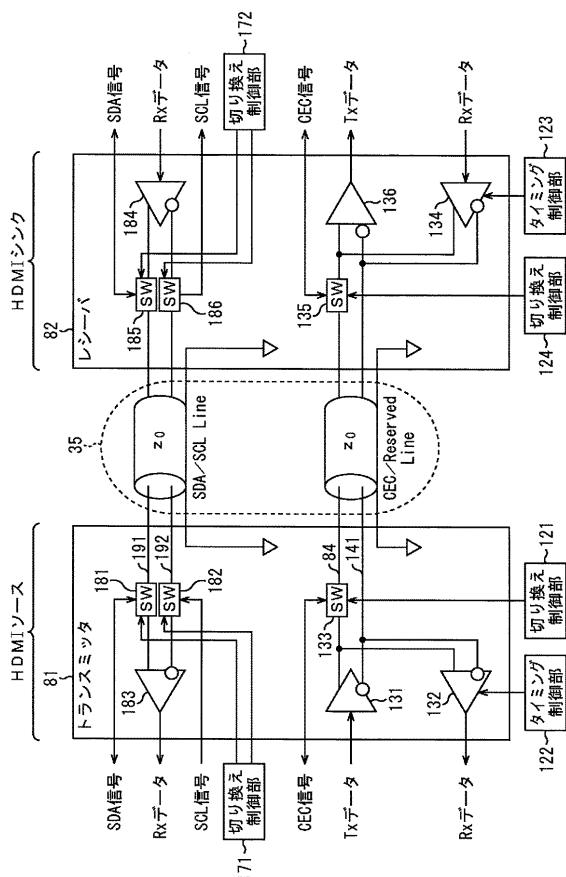 HDMIソース
HDMIシンク
81
トランスミッタ
35
82
レシーバ
SDA信号
Rxデータ
SCL信号
切り換え
制御部
171
183
181
SW
SW
182
191
192
Z0
SDA/SCL Line
SW
185
SW
186
184
SDA信号
Rxデータ
SCL信号
切り換え
制御部
172
CEC信号
Txデータ
Rxデータ
131
132
SW
133
84
141
Z0
CEC/Reserved
Line
SW
135
136
134
CEC信号
Txデータ
Rxデータ
122
タイミング
制御部
切り換え
制御部
121
切り換え
制御部
124
タイミング
制御部
123